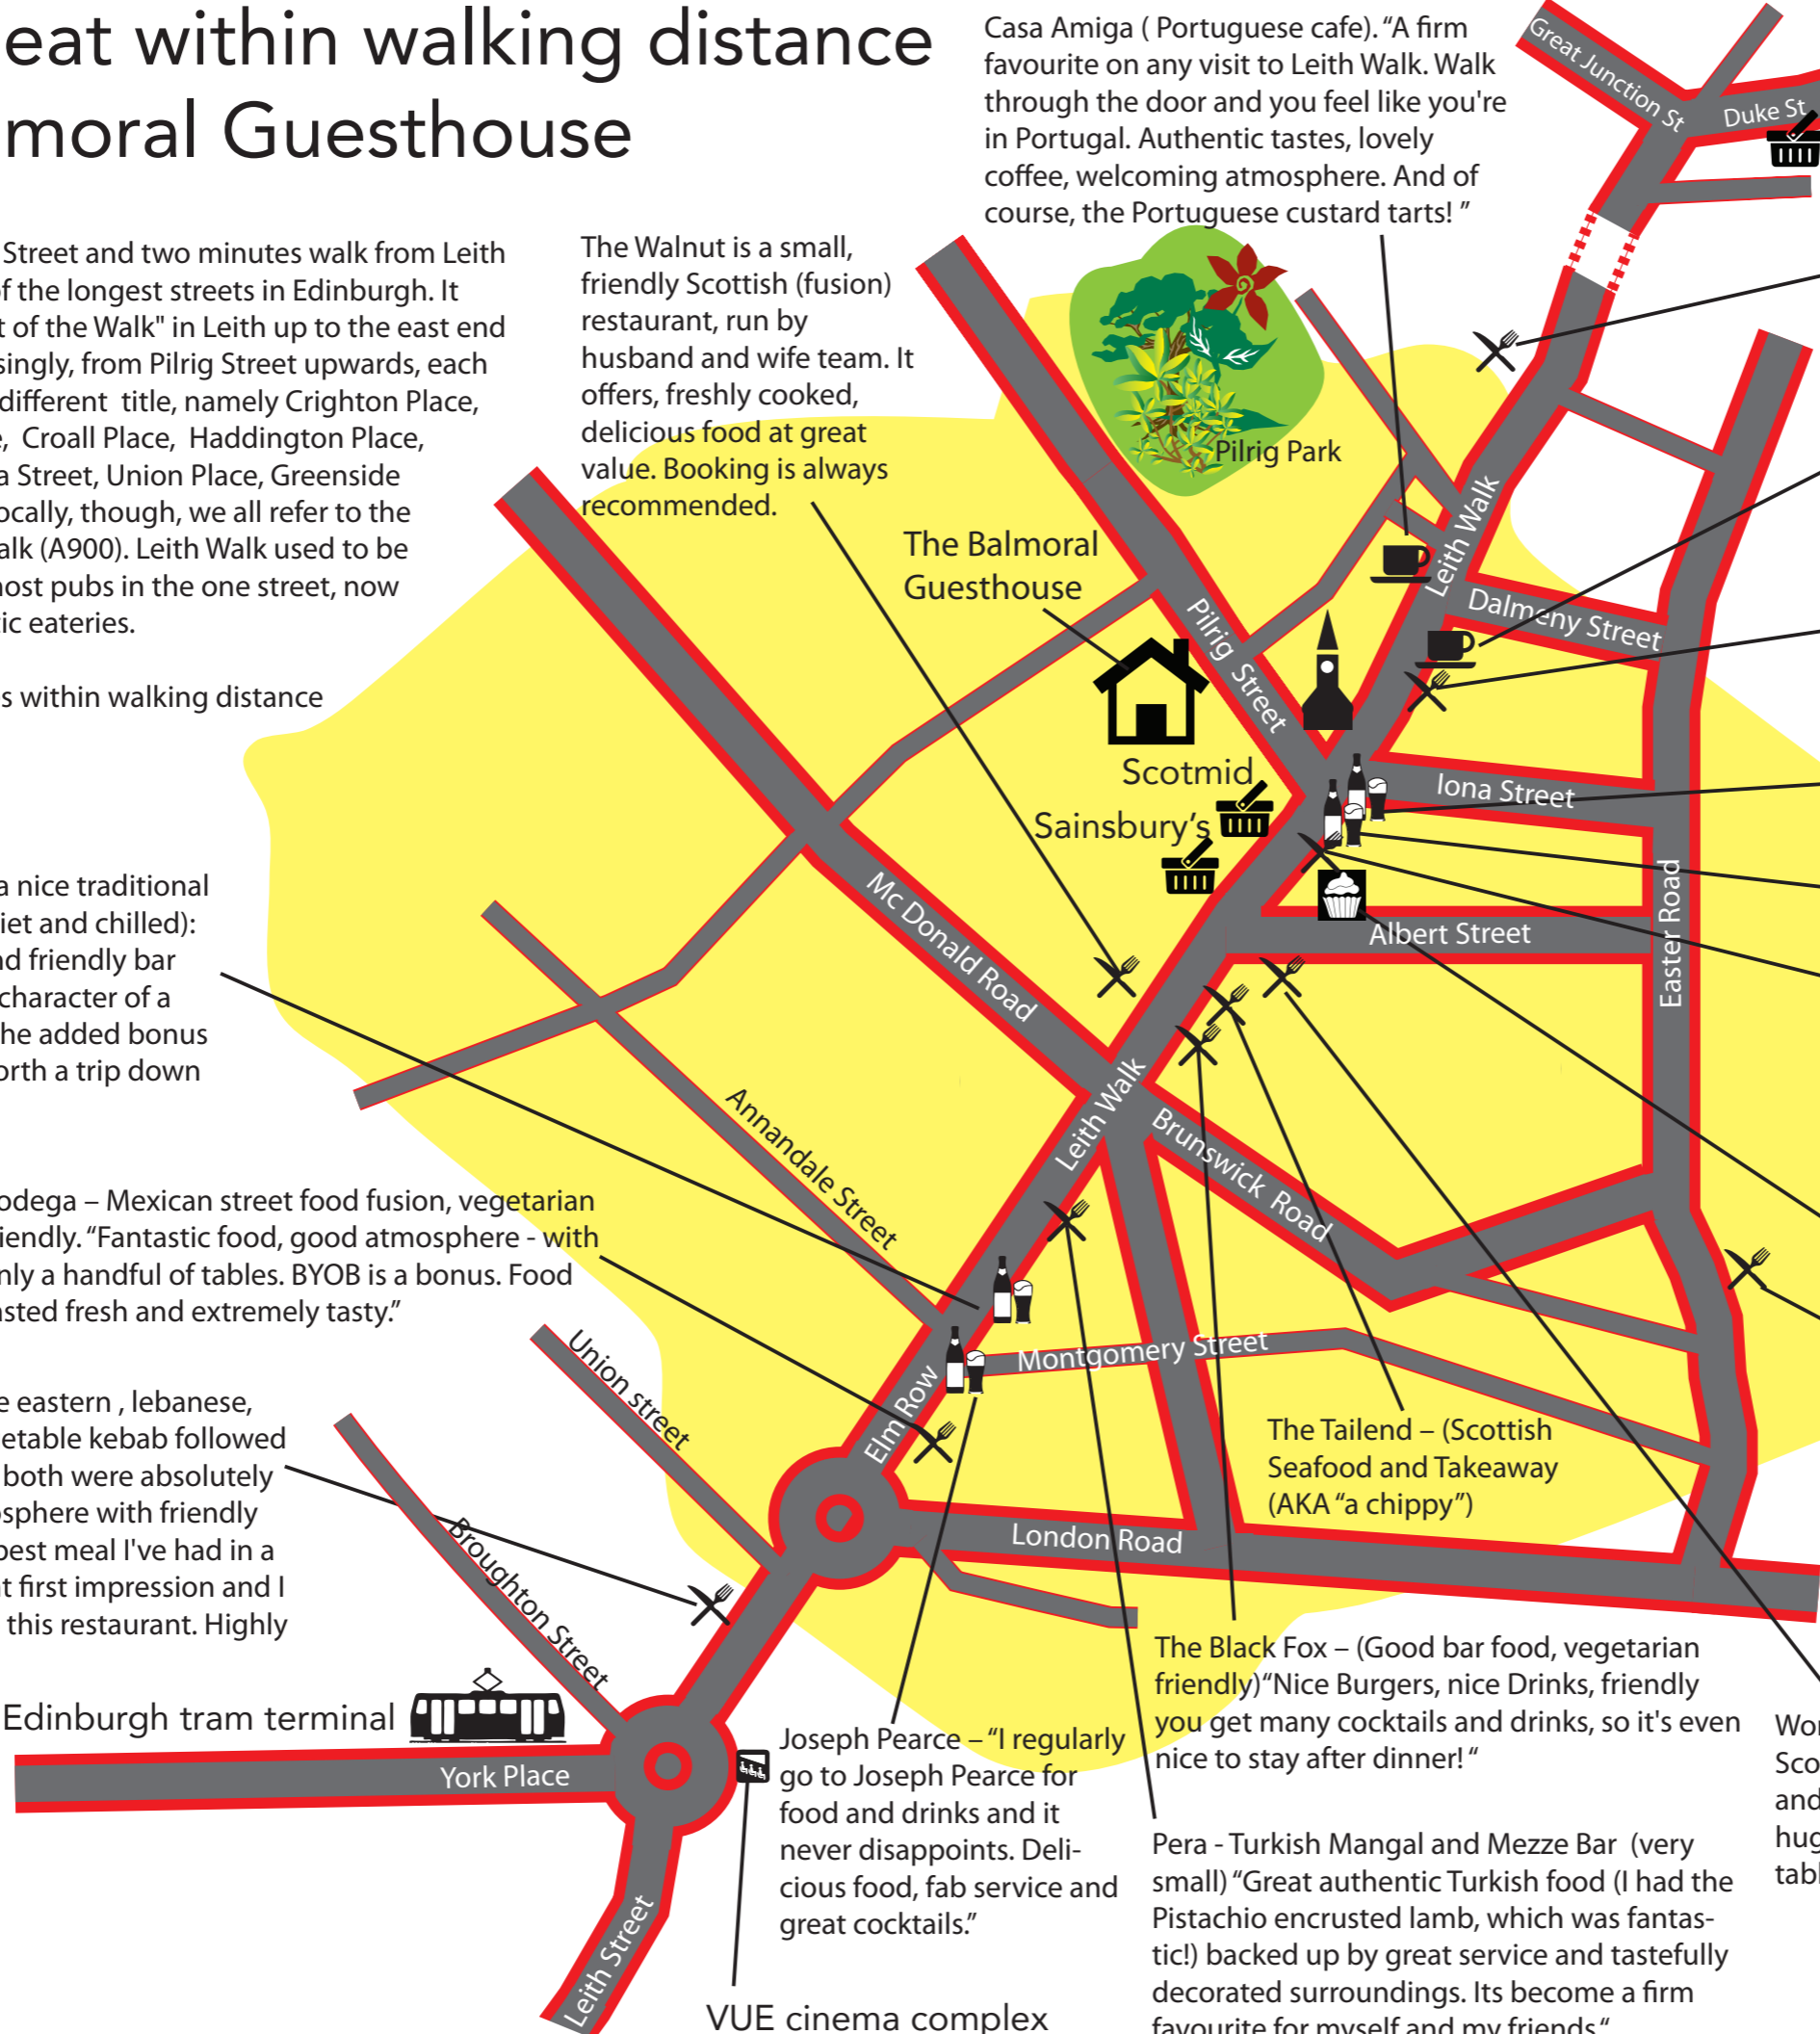 eat within walking distance
moral Guesthouse
Casa Amiga ( Portuguese cafe). “A firm
favourite on any visit to Leith Walk. Walk
through the door and you feel like you're
in Portugal. Authentic tastes, lovely
coffee, welcoming atmosphere. And of
course, the Portuguese custard tarts! ”
Great Junction St
Duke St
Street and two minutes walk from Leith
of the longest streets in Edinburgh. It
t of the Walk" in Leith up to the east end
singly, from Pilrig Street upwards, each
different title, namely Crighton Place,
e, Croall Place, Haddington Place,
a Street, Union Place, Greenside
ocally, though, we all refer to the
alk (A900). Leith Walk used to be
most pubs in the one street, now
tic eateries.
s within walking distance
The Walnut is a small,
friendly Scottish (fusion)
restaurant, run by
husband and wife team. It
offers, freshly cooked,
delicious food at great
value. Booking is always
recommended.
Pilrig Park
The Balmoral
Guesthouse
Pilrig Street
Leith Walk
Dalmeny Street
Scotmid
Sainsbury’s
Iona Street
Albert Street
Easter Road
Mc Donald Road
a nice traditional
iet and chilled):
nd friendly bar
character of a
he added bonus
orth a trip down
Annandale Street
Leith Walk
Brunswick Road
odega – Mexican street food fusion, vegetarian
iendly. “Fantastic food, good atmosphere - with
nly a handful of tables. BYOB is a bonus. Food
asted fresh and extremely tasty.”
Union street
Montgomery Street
Elm Row
e eastern , lebanese,
etable kebab followed
both were absolutely
osphere with friendly
best meal I've had in a
at first impression and I
this restaurant. Highly
Broughton Street
The Tailend – (Scottish
Seafood and Takeaway
(AKA “a chippy”)
London Road
Edinburgh tram terminal
York Place
Leith Street
Joseph Pearce – “I regularly
go to Joseph Pearce for
food and drinks and it
never disappoints. Deli-
cious food, fab service and
great cocktails.”
The Black Fox – (Good bar food, vegetarian
friendly)“Nice Burgers, nice Drinks, friendly
you get many cocktails and drinks, so it's even
nice to stay after dinner! “
Wor
Sco
and
hug
tabl
Pera - Turkish Mangal and Mezze Bar (very
small) “Great authentic Turkish food (I had the
Pistachio encrusted lamb, which was fantas-
tic!) backed up by great service and tastefully
decorated surroundings. Its become a firm
favourite for myself and my friends.“
VUE cinema complex